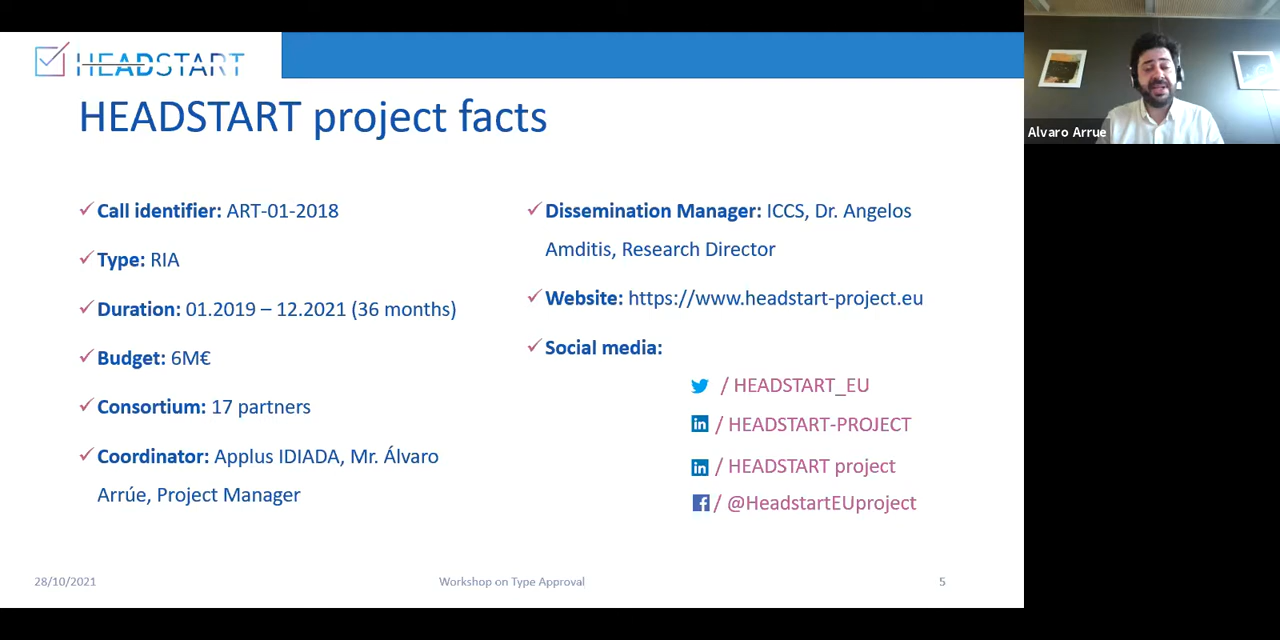 HEADSTART
HEADSTART project facts
Call identifier: ART-01-2018
Type: RIA
Duration: 01.2019 – 12.2021 (36 months)
Budget: 6M€
Consortium: 17 partners
Coordinator: Applus IDIADA, Mr. Álvaro
Arrúe, Project Manager
Dissemination Manager: ICCS, Dr. Angelos
Amditis, Research Director
Website: https://www.headstart-project.eu
Social media:
/ HEADSTART_EU
in / HEADSTART-PROJECT
in / HEADSTART project
f / @HeadstartEUproject
28/10/2021
Workshop on Type Approval
5
Alvaro Arrue